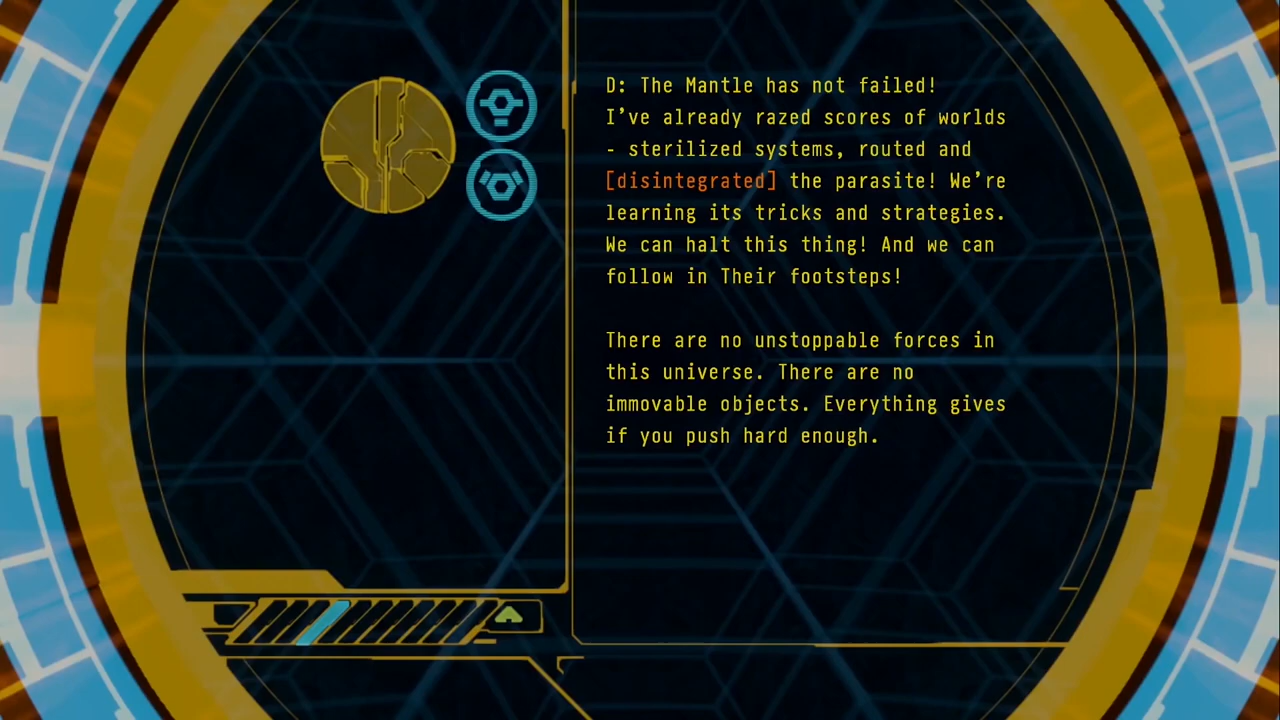 D: The Mantle has not failed!
I’ve already razed scores of worlds
- sterilized systems, routed and
[disintegrated] the parasite! We’re
learning its tricks and strategies.
We can halt this thing! And we can
follow in Their footsteps!
There are no unstoppable forces in
this universe. There are no
immovable objects. Everything gives
if you push hard enough.